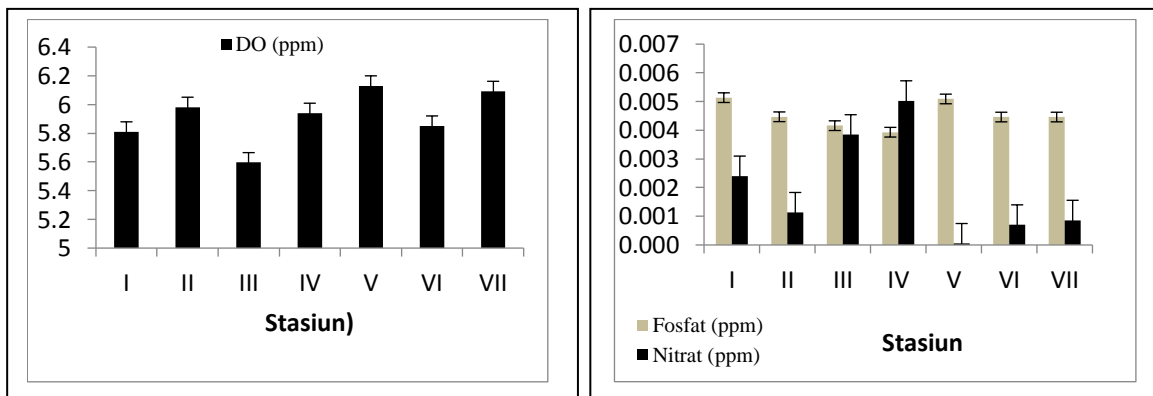 DO (ppm)
6.4
6.2
6
5.8
5.6
5.4
5.2
5
I II III IV V VI VII
Stasiun)
0.007
0.006
0.005
0.004
0.003
0.002
0.001
0.000
I II III IV V VI VII
Fosfat (ppm)
Nitrat (ppm)
Stasiun